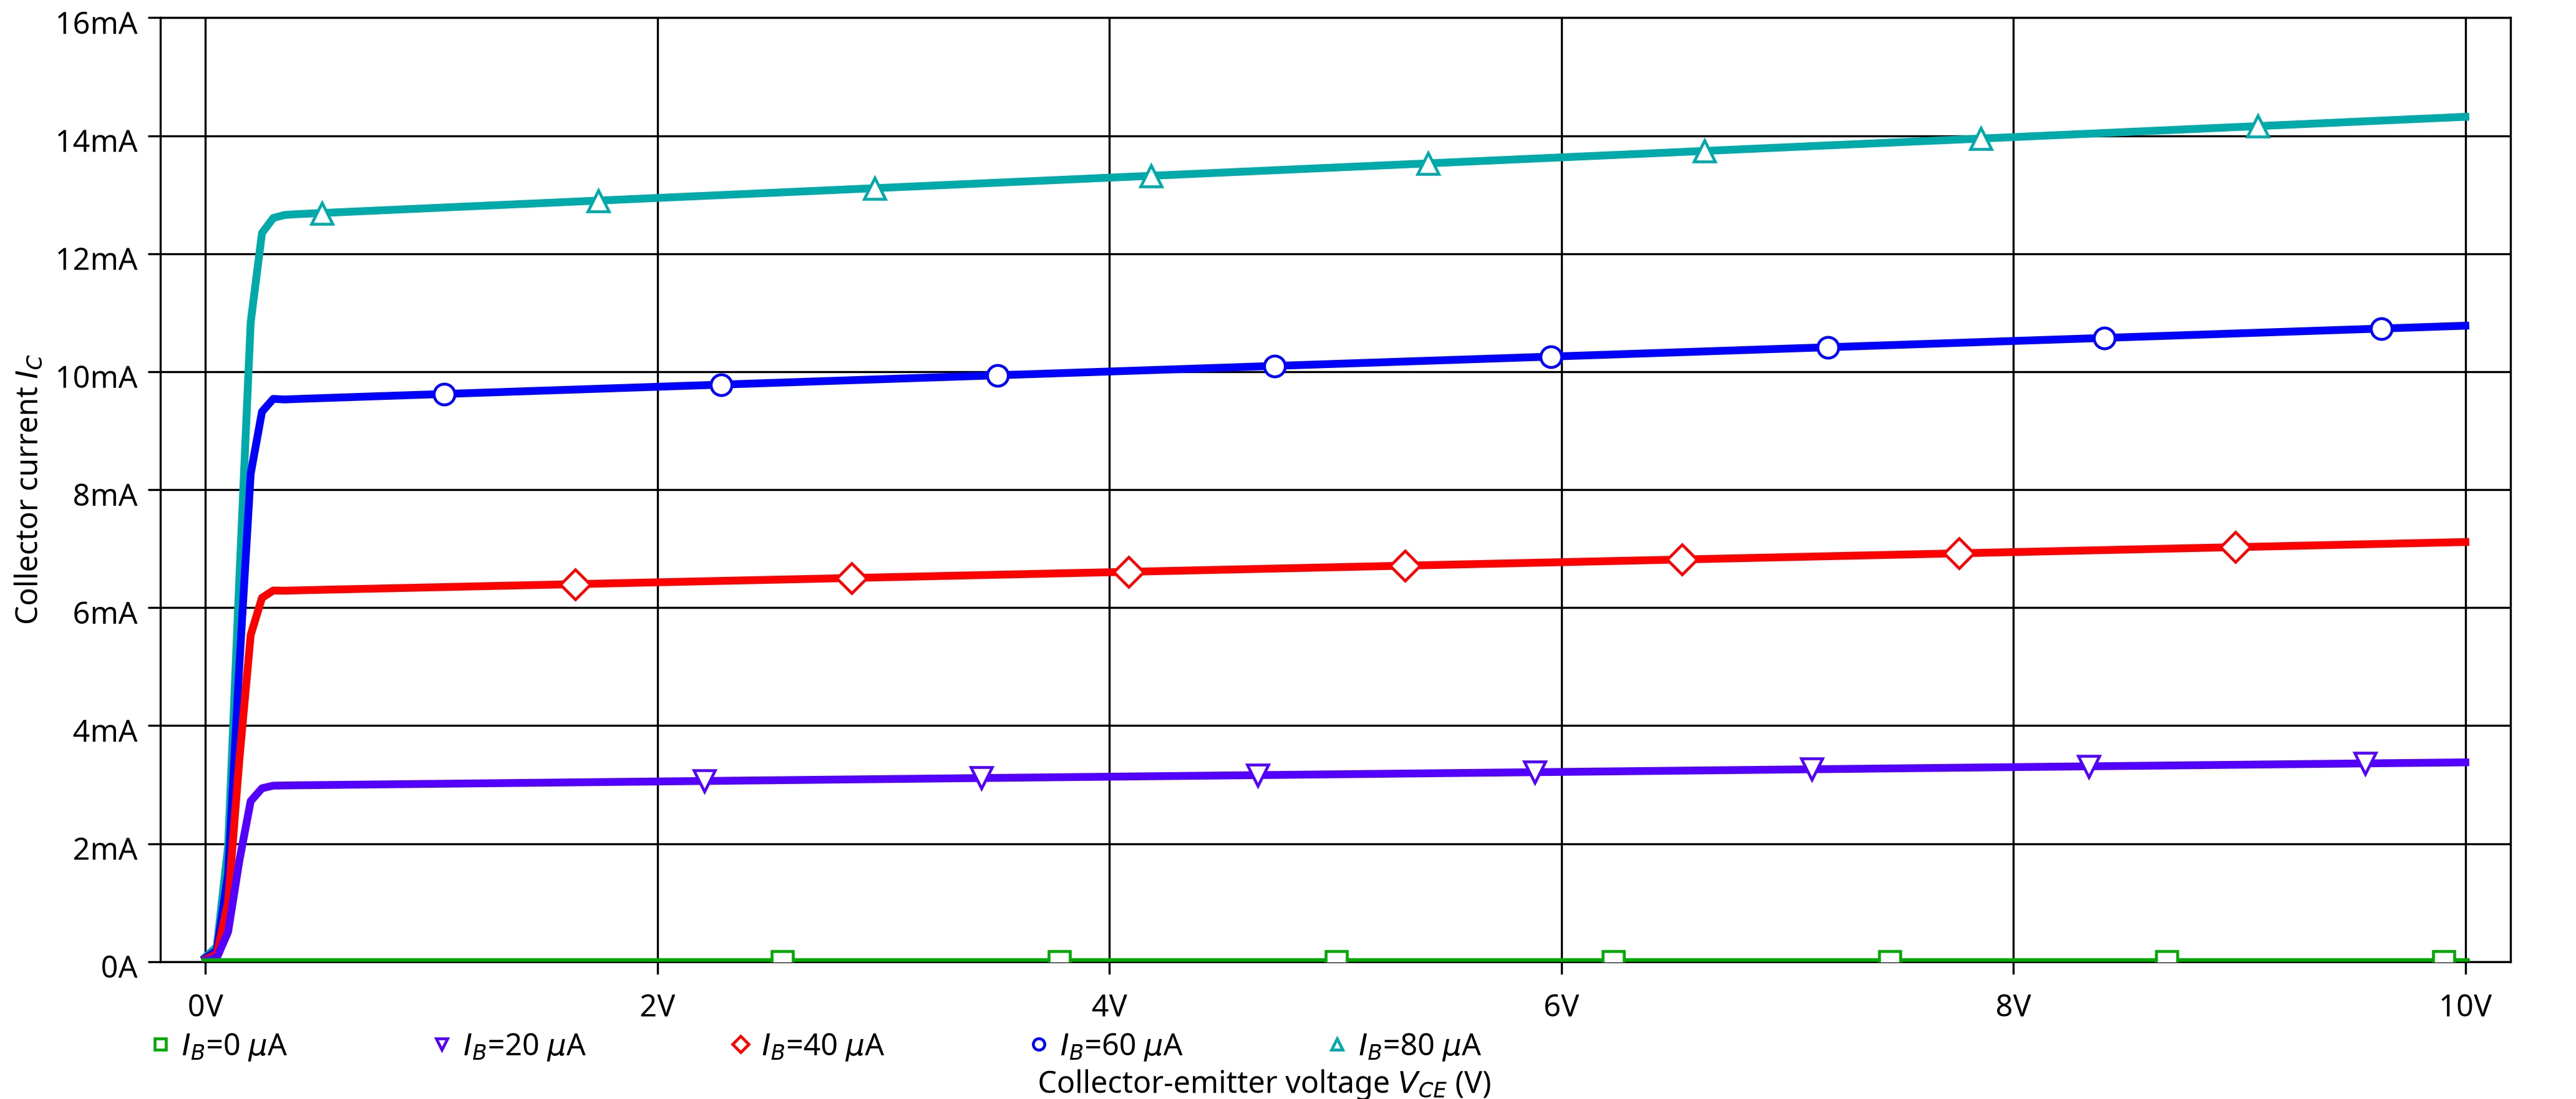 16mA
14mA
12mA
10mA
8mA
6mA
4mA
2mA
0A
Collector current I_C
0V 2V 4V 6V 8V 10V
I_B=0 µA I_B=20 µA I_B=40 µA I_B=60 µA I_B=80 µA
Collector-emitter voltage V_CE (V)